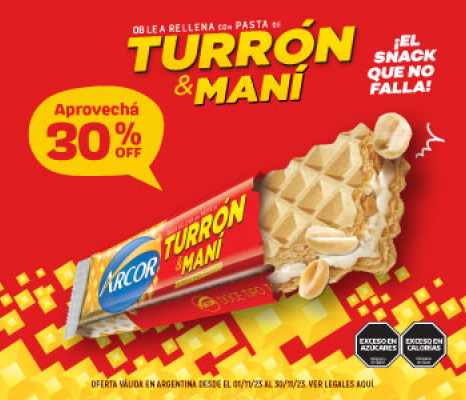 OBLEA RELLENA CON PASTA DE
TURRÓN
& MANÍ
¡EL
SNACK
QUE NO
FALLA!
Aprovechá
30%
OFF
ARCOR
TURRÓN
& MANÍ
EXCESO EN
AZÚCARES
EXCESO EN
CALORÍAS
OFERTA VÁLIDA EN ARGENTINA DESDE EL 01/11/23 AL 30/11/23. VER LEGALES AQUÍ.